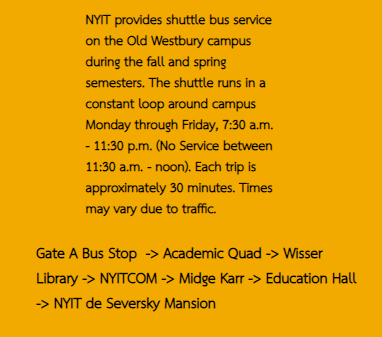 NYIT provides shuttle bus service
on the Old Westbury campus
during the fall and spring
semesters. The shuttle runs in a
constant loop around campus
Monday through Friday, 7:30 a.m.
- 11:30 p.m. (No Service between
11:30 a.m. - noon). Each trip is
approximately 30 minutes. Times
may vary due to traffic.
Gate A Bus Stop -> Academic Quad -> Wisser
Library -> NYITCOM -> Midge Karr -> Education Hall
-> NYIT de Seversky Mansion